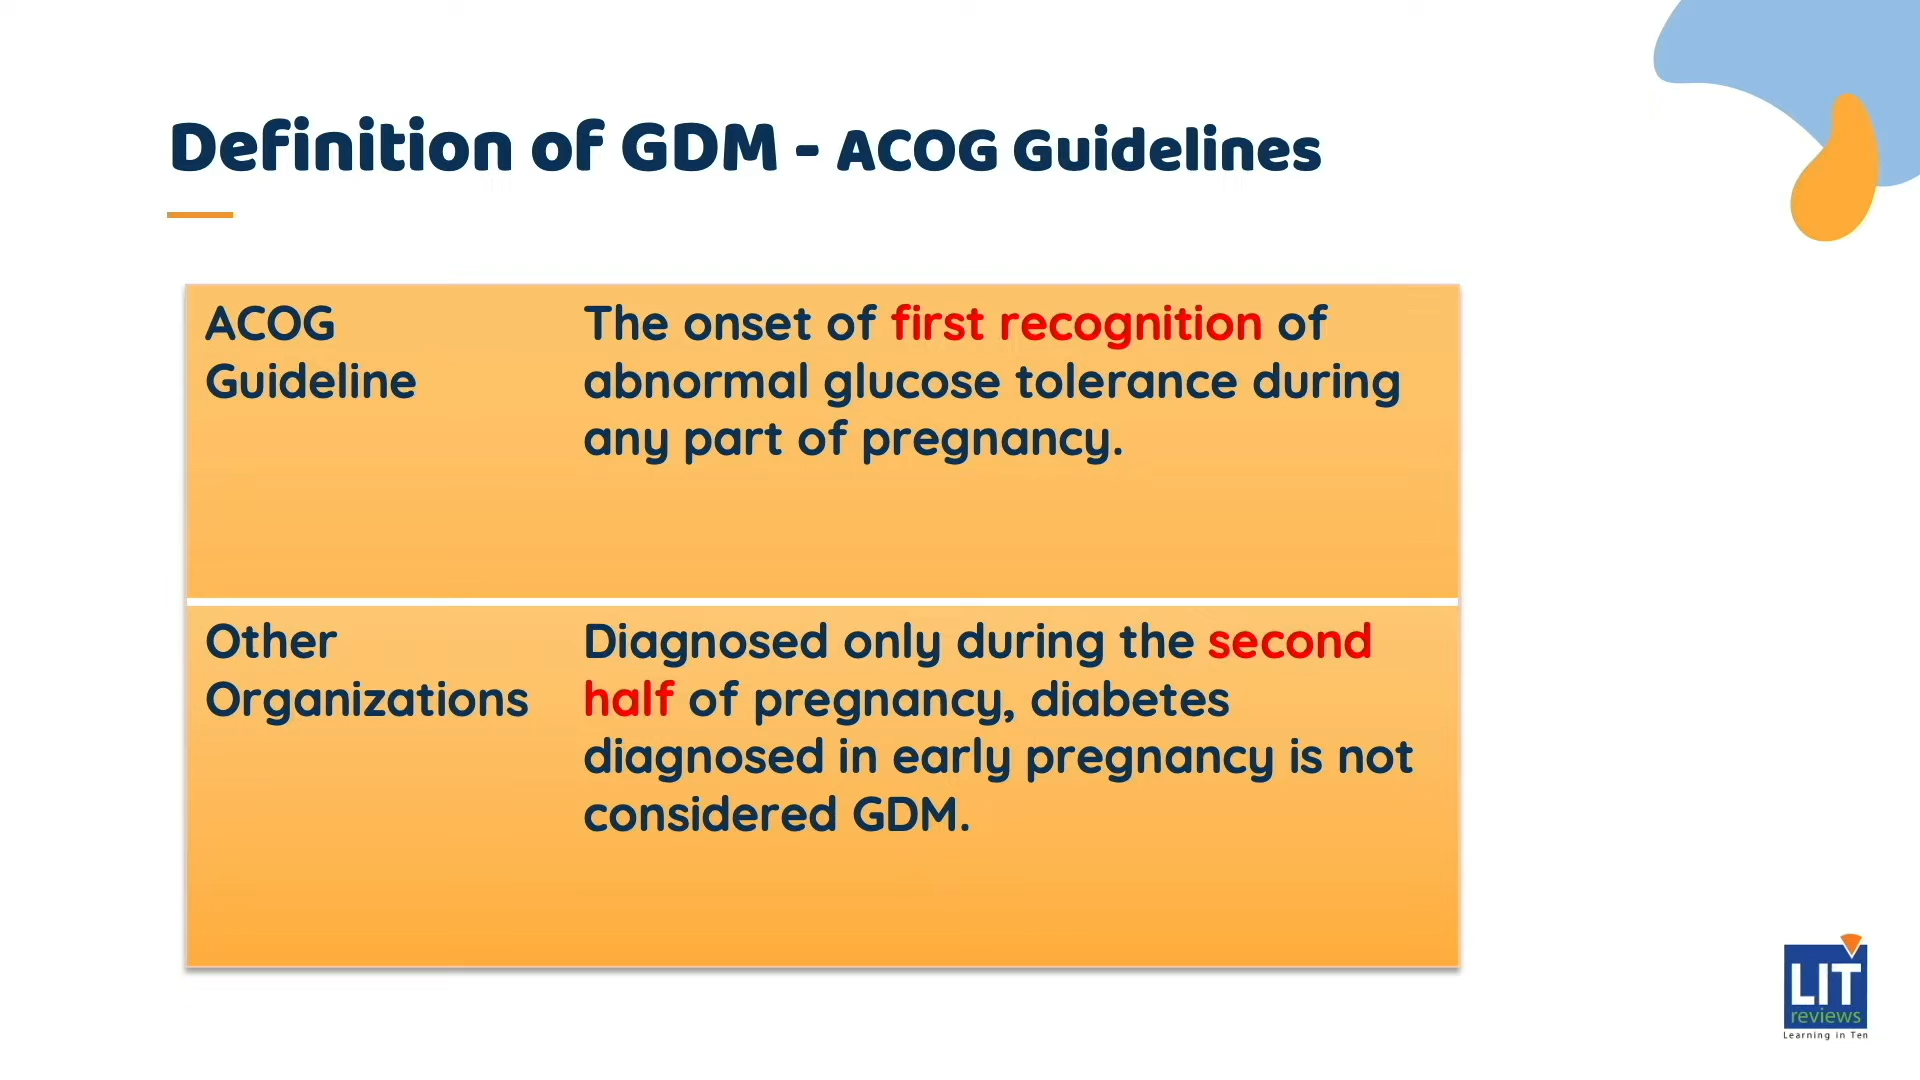 Definition of GDM - ACOG Guidelines
ACOG
Guideline
The onset of first recognition of
abnormal glucose tolerance during
any part of pregnancy.
Other
Organizations
Diagnosed only during the second
half of pregnancy, diabetes
diagnosed in early pregnancy is not
considered GDM.
LIT
reviews
Learning in Ten